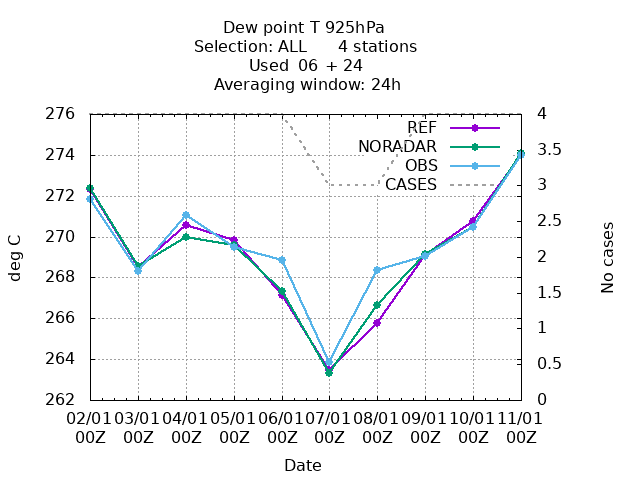 Dew point T 925hPa
Selection: ALL      4 stations
Used  06 + 24
Averaging window: 24h
276
274
272
270
268
266
264
262
deg C
4
3.5
3
2.5
2
1.5
1
0.5
0
No cases
REF
NORADAR
OBS
CASES
02/01 03/01 04/01 05/01 06/01 07/01 08/01 09/01 10/01 11/01
00Z 00Z 00Z 00Z 00Z 00Z 00Z 00Z 00Z 00Z
Date